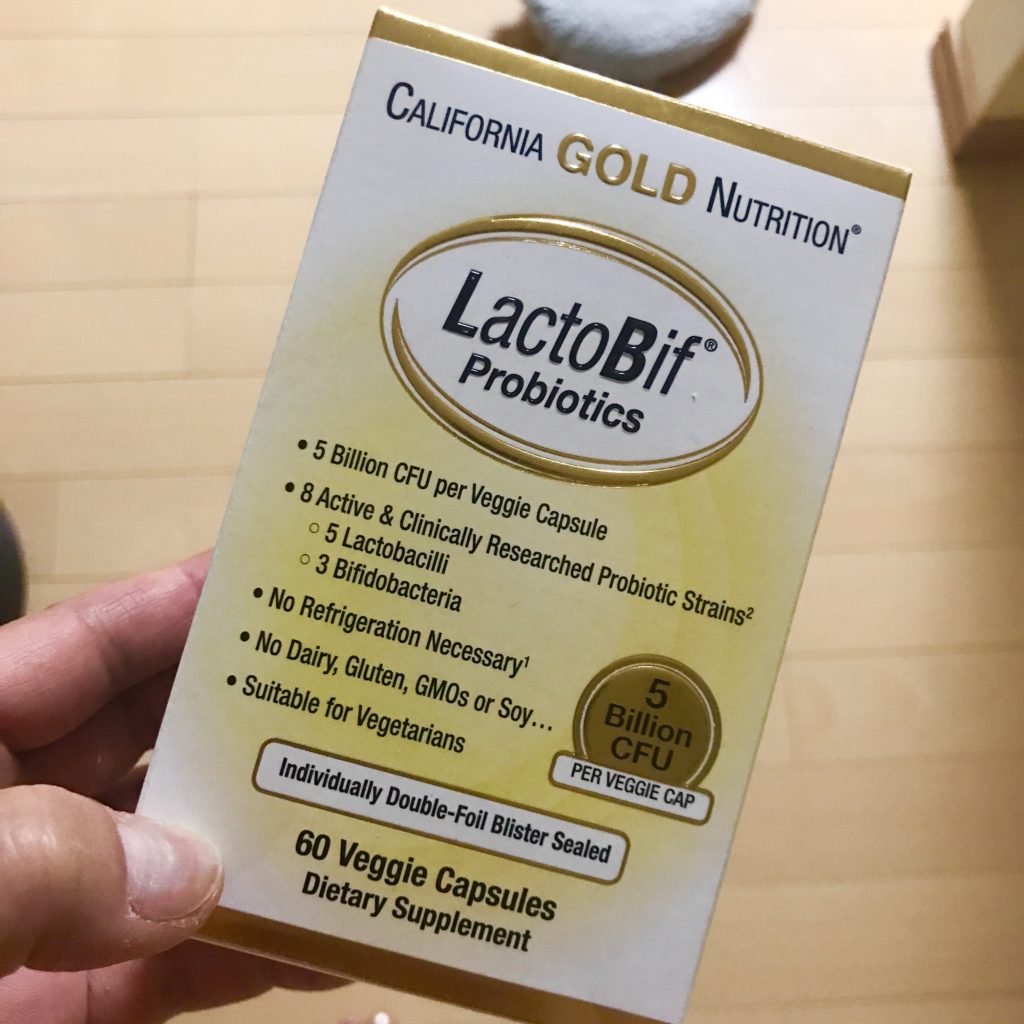 CALIFORNIA GOLD NUTRITION®
LactoBif®
Probiotics
• 5 Billion CFU per Veggie Capsule
• 8 Active & Clinically Researched Probiotic Strains²
○ 5 Lactobacilli
○ 3 Bifidobacteria
• No Refrigeration Necessary¹
• No Dairy, Gluten, GMOs or Soy...
• Suitable for Vegetarians
5
Billion
CFU
PER VEGGIE CAP
Individually Double-Foil Blister Sealed
60 Veggie Capsules
Dietary Supplement